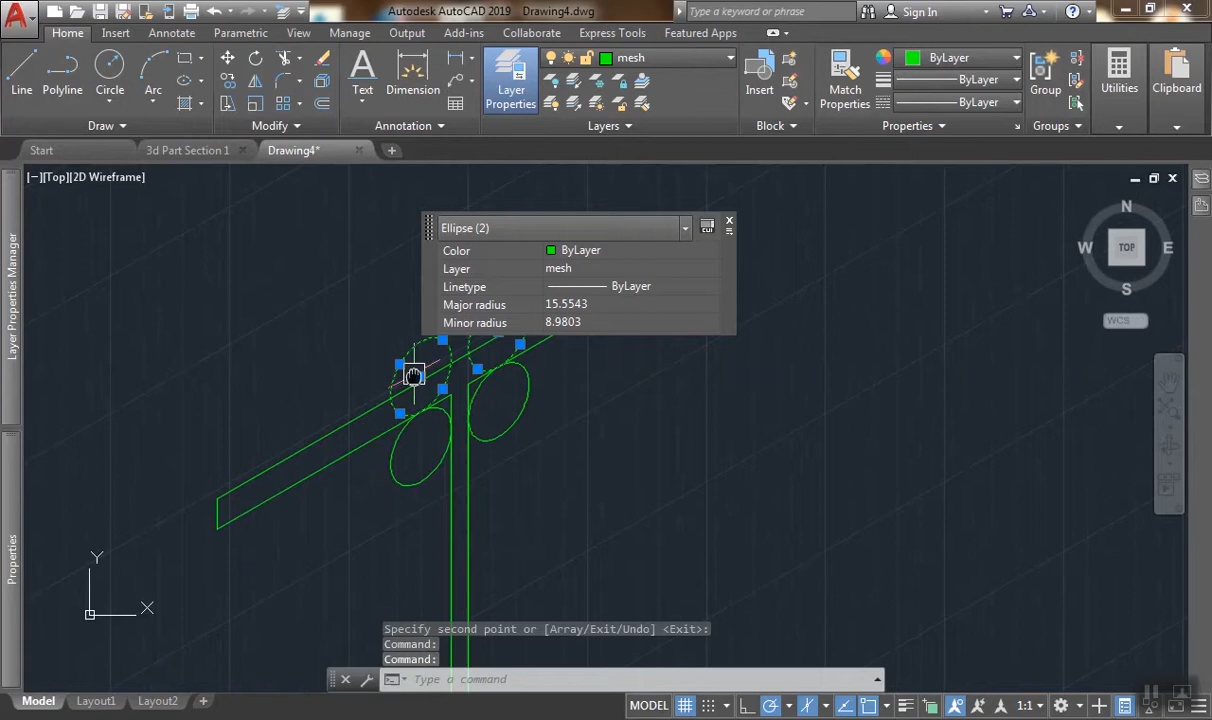 Autodesk AutoCAD 2019 Drawing4.dwg
Type a keyword or phrase
Sign In
Home Insert Annotate Parametric View Manage Output Add-ins Collaborate Express Tools Featured Apps
mesh
ByLayer
ByLayer
ByLayer
Line Polyline Circle Arc
Text Dimension
Layer
Properties
Insert
Match
Properties
Group
Utilities
Clipboard
Draw Modify Annotation Layers Block Properties Groups
Start 3d Part Section 1 Drawing4*
[−][Top][2D Wireframe]
Layer Properties Manager
Properties
Ellipse (2)
CUI
Color ByLayer
Layer mesh
Linetype ByLayer
Major radius 15.5543
Minor radius 8.9803
N
W TOP E
S
WCS
Y
X
Specify second point or [Array/Exit/Undo] <Exit>:
Command:
Command:
Type a command
Model Layout1 Layout2
MODEL 1:1